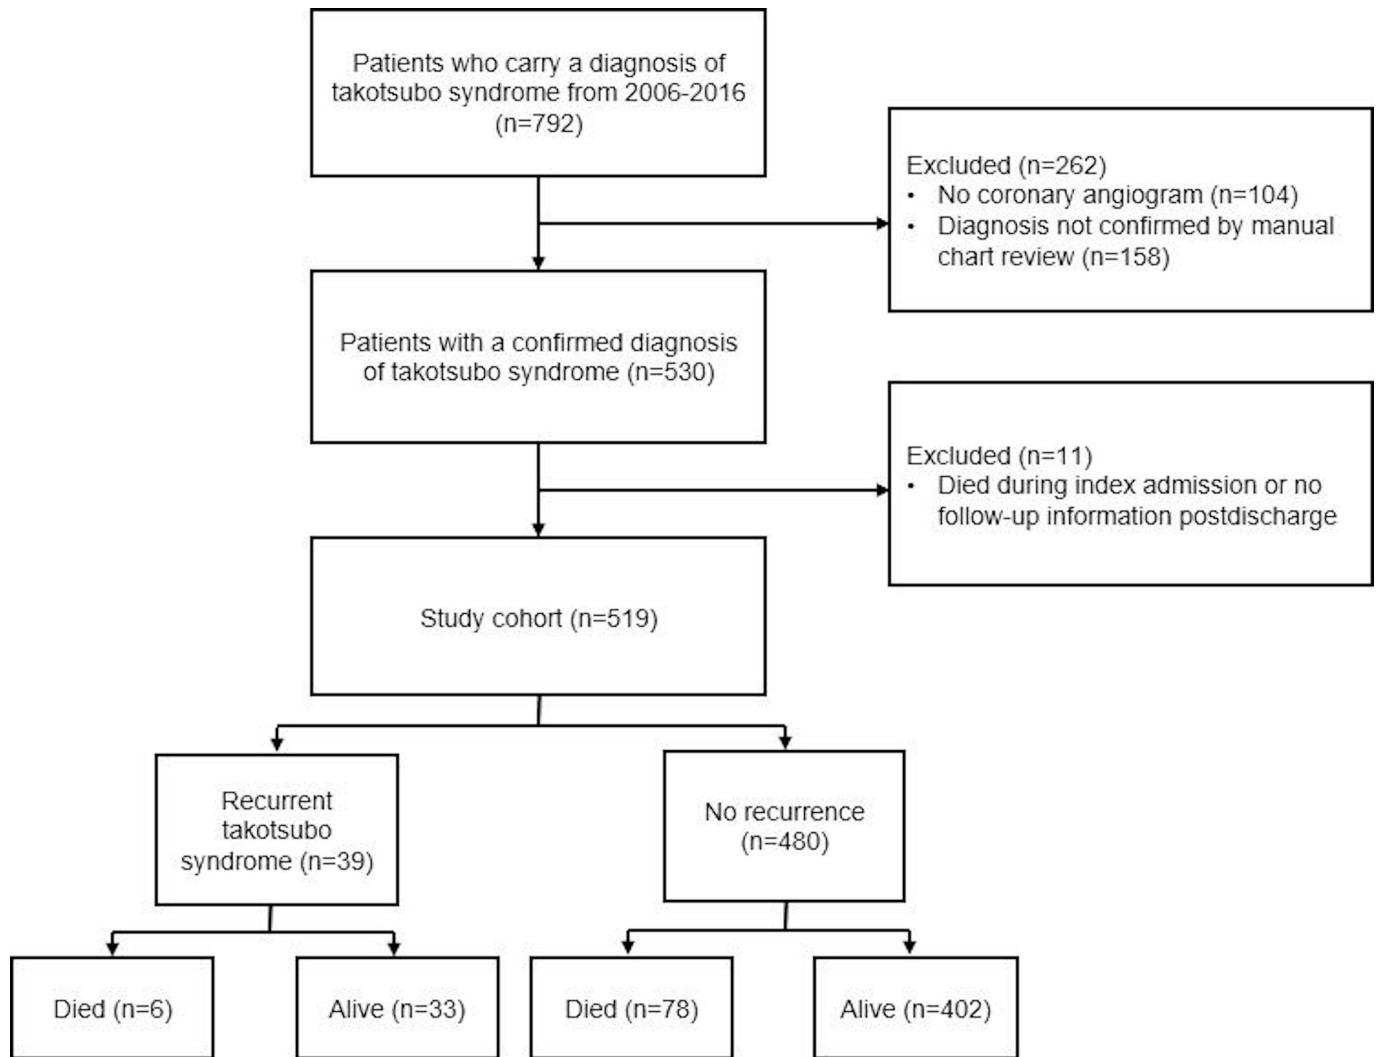 Patients who carry a diagnosis of
takotsubo syndrome from 2006-2016
(n=792)
Excluded (n=262)
• No coronary angiogram (n=104)
• Diagnosis not confirmed by manual
chart review (n=158)
Patients with a confirmed diagnosis
of takotsubo syndrome (n=530)
Excluded (n=11)
• Died during index admission or no
follow-up information postdischarge
Study cohort (n=519)
Recurrent
takotsubo
syndrome (n=39)
No recurrence
(n=480)
Died (n=6)
Alive (n=33)
Died (n=78)
Alive (n=402)